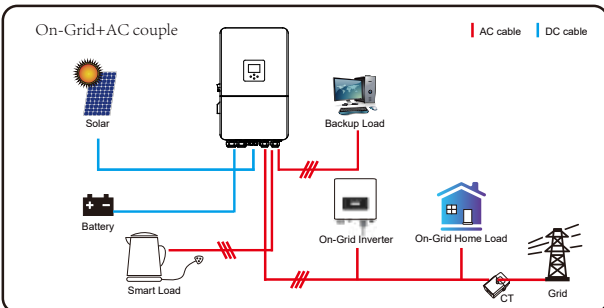 On-Grid+AC couple
AC cable
DC cable
Solar
Backup Load
Battery
On-Grid Inverter
On-Grid Home Load
Smart Load
CT
Grid